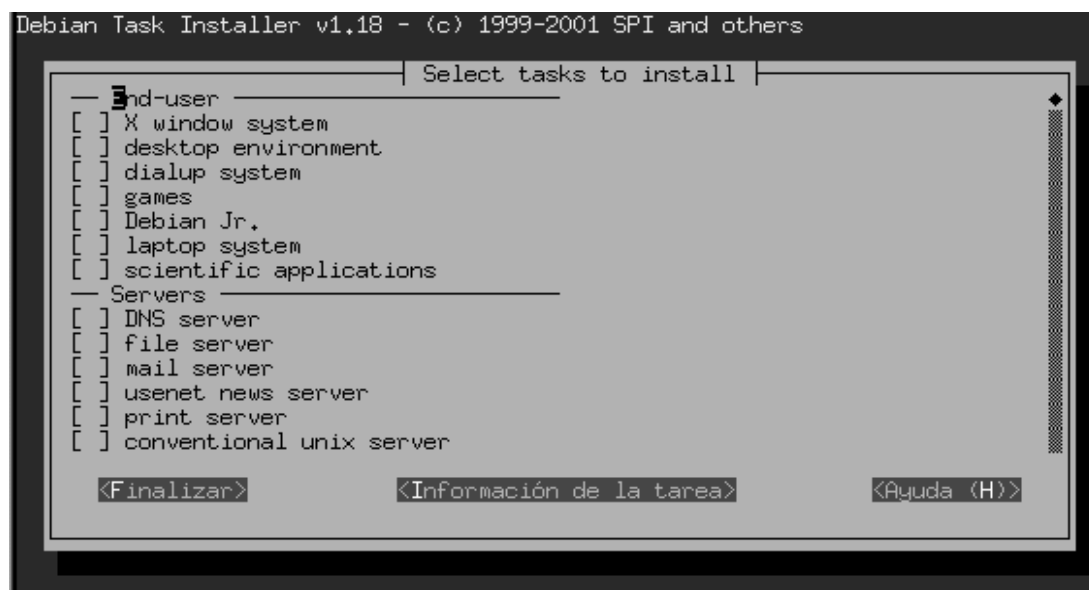 Debian Task Installer v1.18 - (c) 1999-2001 SPI and others
Select tasks to install
End-user
[ ] X window system
[ ] desktop environment
[ ] dialup system
[ ] games
[ ] Debian Jr.
[ ] laptop system
[ ] scientific applications
Servers
[ ] DNS server
[ ] file server
[ ] mail server
[ ] usenet news server
[ ] print server
[ ] conventional unix server
<Finalizar> <Información de la tarea> <Ayuda (H)>